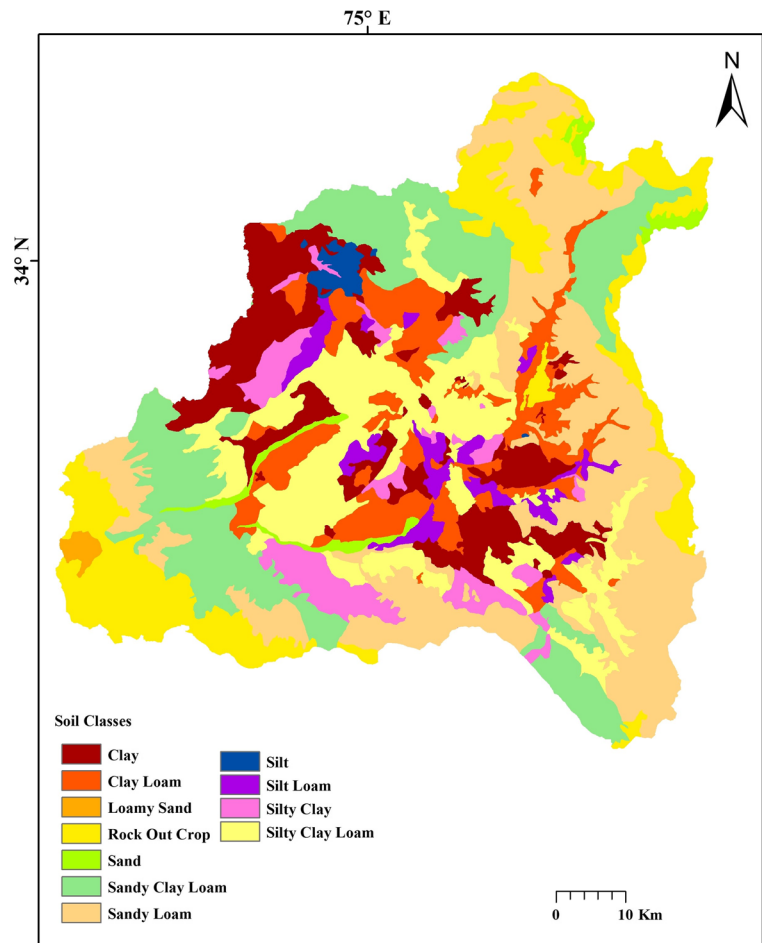 75° E
N
34° N
Soil Classes
Clay
Clay Loam
Loamy Sand
Rock Out Crop
Sand
Sandy Clay Loam
Sandy Loam
Silt
Silt Loam
Silty Clay
Silty Clay Loam
0 10 Km